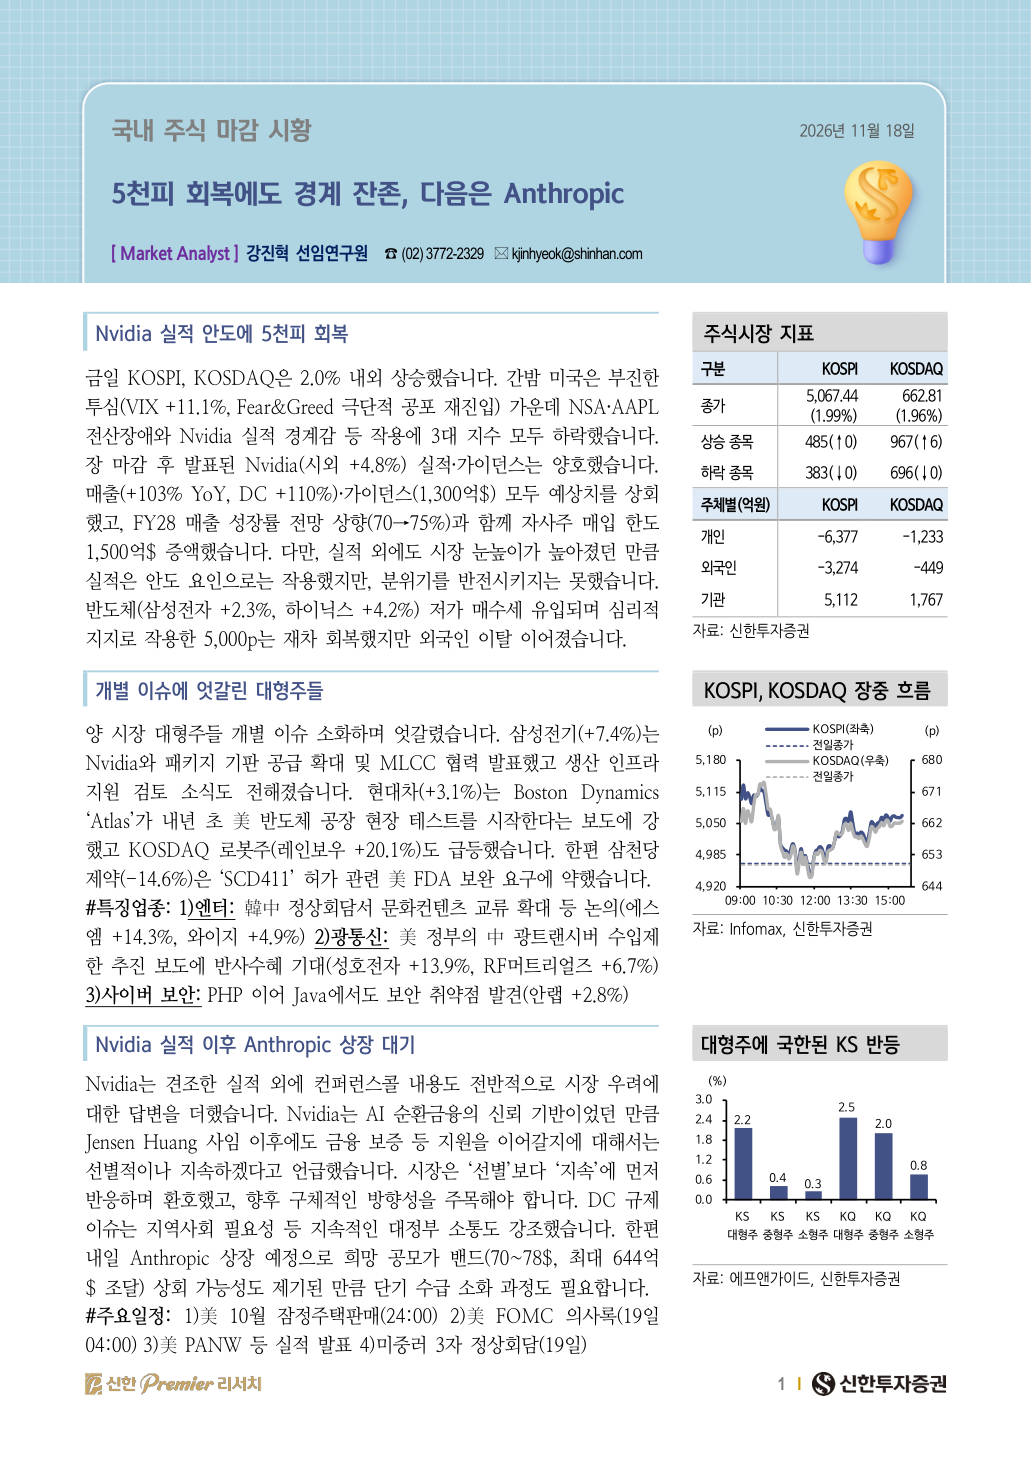 국내 주식 마감 시황
2026년 11월 18일
5천피 회복에도 경계 잔존, 다음은 Anthropic
[ Market Analyst ] 강진혁 선임연구원 ☎ (02) 3772-2329 ✉ kjinhyeok@shinhan.com
Nvidia 실적 안도에 5천피 회복
금일 KOSPI, KOSDAQ은 2.0% 내외 상승했습니다. 간밤 미국은 부진한
투심(VIX +11.1%, Fear&Greed 극단적 공포 재진입) 가운데 NSA·AAPL
전산장애와 Nvidia 실적 경계감 등 작용에 3대 지수 모두 하락했습니다.
장 마감 후 발표된 Nvidia(시외 +4.8%) 실적·가이던스는 양호했습니다.
매출(+103% YoY, DC +110%)·가이던스(1,300억$) 모두 예상치를 상회
했고, FY28 매출 성장률 전망 상향(70→75%)과 함께 자사주 매입 한도
1,500억$ 증액했습니다. 다만, 실적 외에도 시장 눈높이가 높아졌던 만큼
실적은 안도 요인으로는 작용했지만, 분위기를 반전시키지는 못했습니다.
반도체(삼성전자 +2.3%, 하이닉스 +4.2%) 저가 매수세 유입되며 심리적
지지로 작용한 5,000p는 재차 회복했지만 외국인 이탈 이어졌습니다.
개별 이슈에 엇갈린 대형주들
양 시장 대형주들 개별 이슈 소화하며 엇갈렸습니다. 삼성전기(+7.4%)는
Nvidia와 패키지 기판 공급 확대 및 MLCC 협력 발표했고 생산 인프라
지원 검토 소식도 전해졌습니다. 현대차(+3.1%)는 Boston Dynamics
‘Atlas’가 내년 초 美 반도체 공장 현장 테스트를 시작한다는 보도에 강
했고 KOSDAQ 로봇주(레인보우 +20.1%)도 급등했습니다. 한편 삼천당
제약(-14.6%)은 ‘SCD411’ 허가 관련 美 FDA 보완 요구에 약했습니다.
#특징업종: 1)엔터: 韓中 정상회담서 문화컨텐츠 교류 확대 등 논의(에스
엠 +14.3%, 와이지 +4.9%) 2)광통신: 美 정부의 中 광트랜시버 수입제
한 추진 보도에 반사수혜 기대(성호전자 +13.9%, RF머트리얼즈 +6.7%)
3)사이버 보안: PHP 이어 Java에서도 보안 취약점 발견(안랩 +2.8%)
Nvidia 실적 이후 Anthropic 상장 대기
Nvidia는 견조한 실적 외에 컨퍼런스콜 내용도 전반적으로 시장 우려에
대한 답변을 더했습니다. Nvidia는 AI 순환금융의 신뢰 기반이었던 만큼
Jensen Huang 사임 이후에도 금융 보증 등 지원을 이어갈지에 대해서는
선별적이나 지속하겠다고 언급했습니다. 시장은 ‘선별’보다 ‘지속’에 먼저
반응하며 환호했고, 향후 구체적인 방향성을 주목해야 합니다. DC 규제
이슈는 지역사회 필요성 등 지속적인 대정부 소통도 강조했습니다. 한편
내일 Anthropic 상장 예정으로 희망 공모가 밴드(70~78$, 최대 644억
$ 조달) 상회 가능성도 제기된 만큼 단기 수급 소화 과정도 필요합니다.
#주요일정: 1)美 10월 잠정주택판매(24:00) 2)美 FOMC 의사록(19일
04:00) 3)美 PANW 등 실적 발표 4)미중러 3자 정상회담(19일)
주식시장 지표
구분 KOSPI KOSDAQ
종가 5,067.44 662.81
(1.99%) (1.96%)
상승 종목 485(↑0) 967(↑6)
하락 종목 383(↓0) 696(↓0)
주체별(억원) KOSPI KOSDAQ
개인 -6,377 -1,233
외국인 -3,274 -449
기관 5,112 1,767
자료: 신한투자증권
KOSPI, KOSDAQ 장중 흐름
(p) KOSPI(좌축) (p)
전일종가
5,180 KOSDAQ(우축) 680
전일종가
5,115 671
5,050 662
4,985 653
4,920 644
09:00 10:30 12:00 13:30 15:00
자료: Infomax, 신한투자증권
대형주에 국한된 KS 반등
(%)
3.0
2.4
1.8
1.2
0.6
0.0
2.2 0.4 0.3 2.5 2.0 0.8
KS KS KS KQ KQ KQ
대형주 중형주 소형주 대형주 중형주 소형주
자료: 에프앤가이드, 신한투자증권
신한 Premier 리서치
1 | 신한투자증권